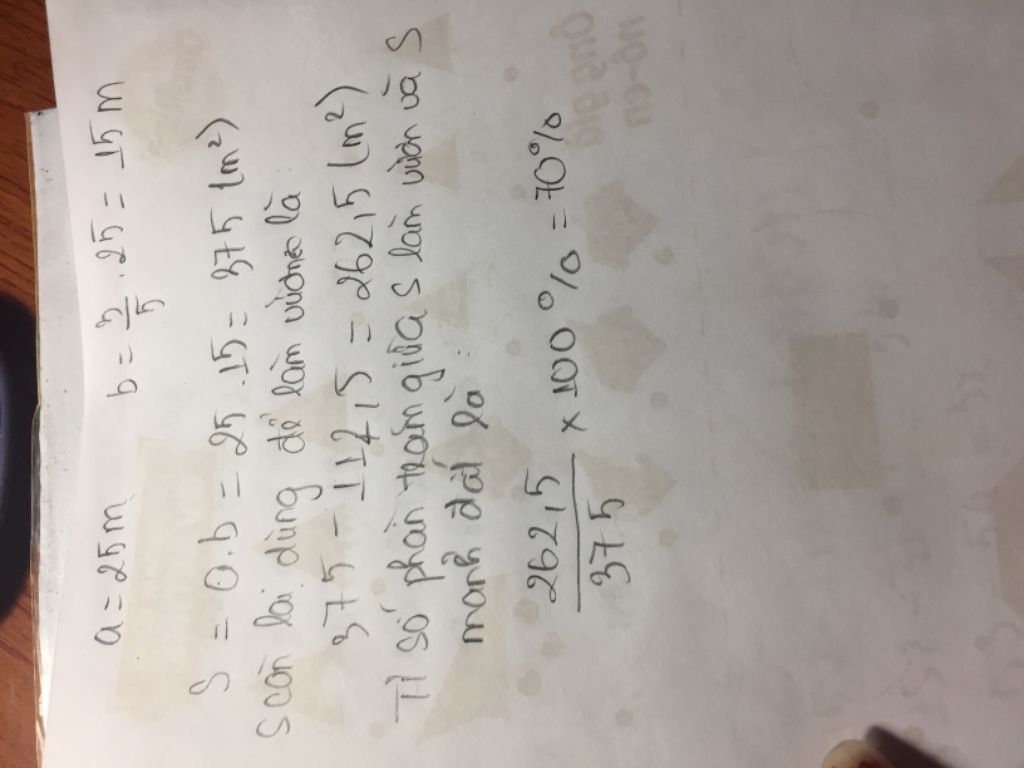 a = 25m b = 3/5 . 25 = 15 m
S = a.b = 25 .15 = 375 (m²)
S còn lại dùng để làm vườn là
375 - 112,5 = 262,5 (m²)
Tỉ số phần trăm giữa S làm vườn và S
mảnh đất là :
262,5/375 x 100% = 70%